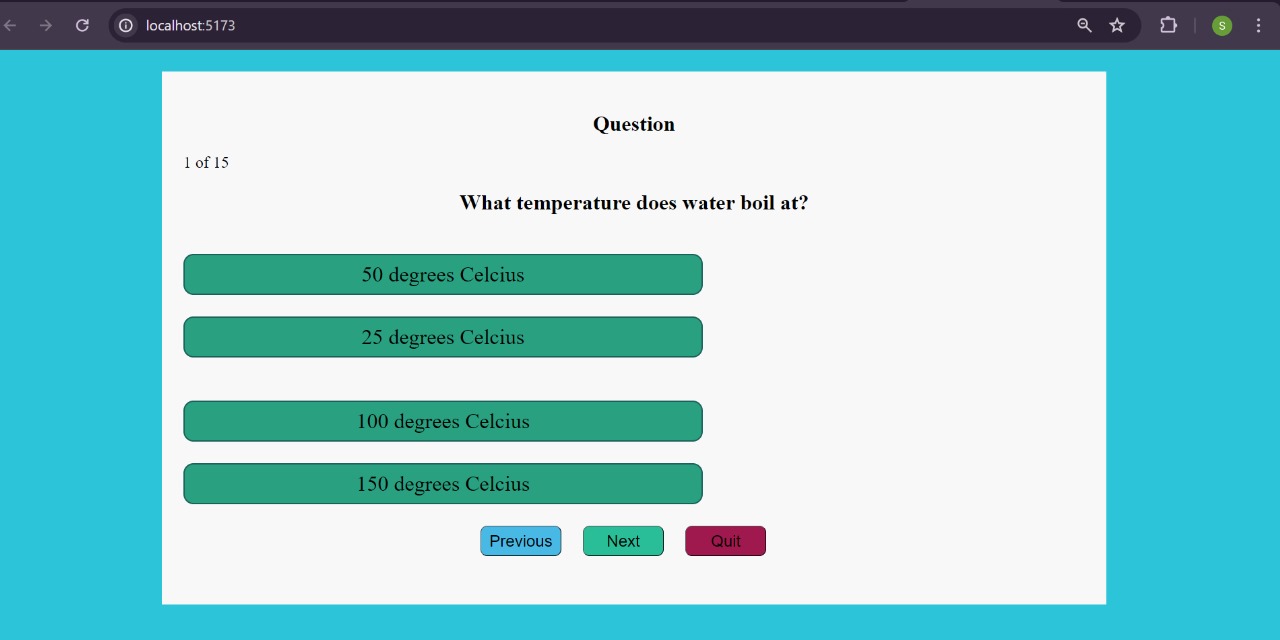 localhost:5173
S
Question
1 of 15
What temperature does water boil at?
50 degrees Celcius
25 degrees Celcius
100 degrees Celcius
150 degrees Celcius
Previous Next Quit